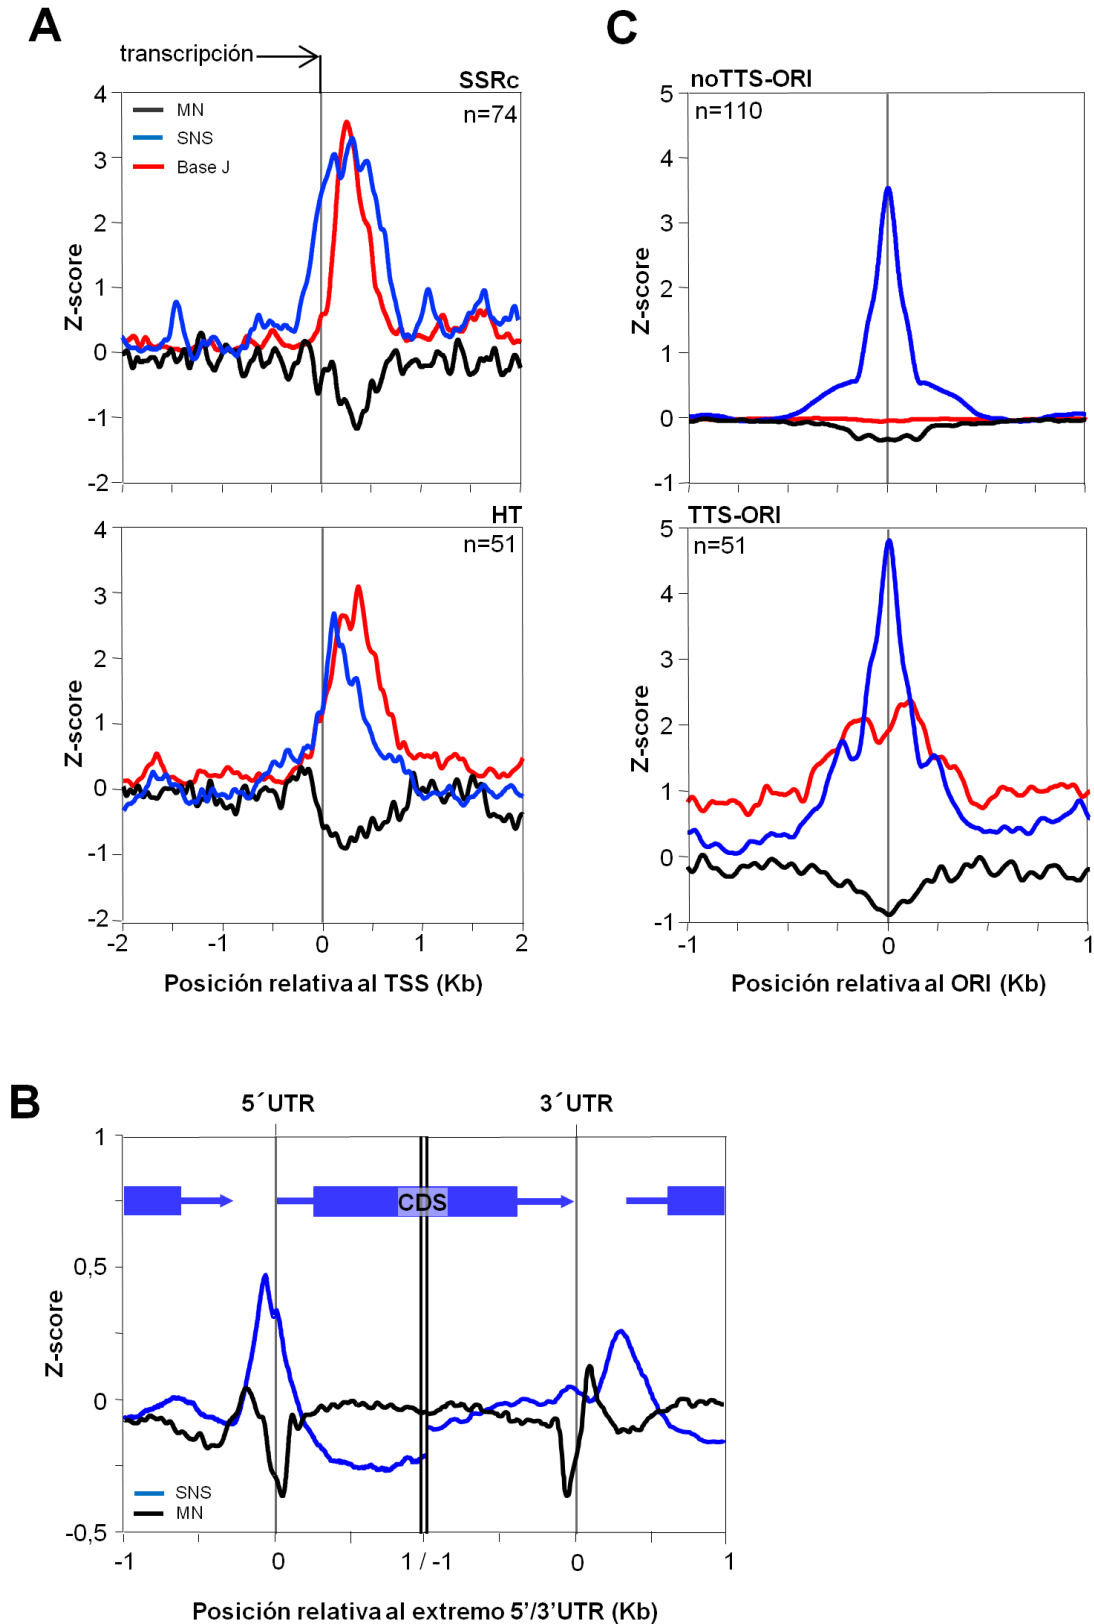 A
transcripción
SSRc
n=74
MN
SNS
Base J
4
3
2
1
0
-1
-2
Z-score
HT
n=51
4
3
2
1
0
-1
-2
Z-score
-2 -1 0 1 2
Posición relativa al TSS (Kb)
C
noTTS-ORI
n=110
5
4
3
2
1
0
-1
Z-score
TTS-ORI
n=51
5
4
3
2
1
0
-1
Z-score
-1 0 1
Posición relativa al ORI (Kb)
B
5´UTR 3´UTR
1
0,5
0
-0,5
Z-score
CDS
SNS
MN
-1 0 1 / -1 0 1
Posición relativa al extremo 5'/3'UTR (Kb)